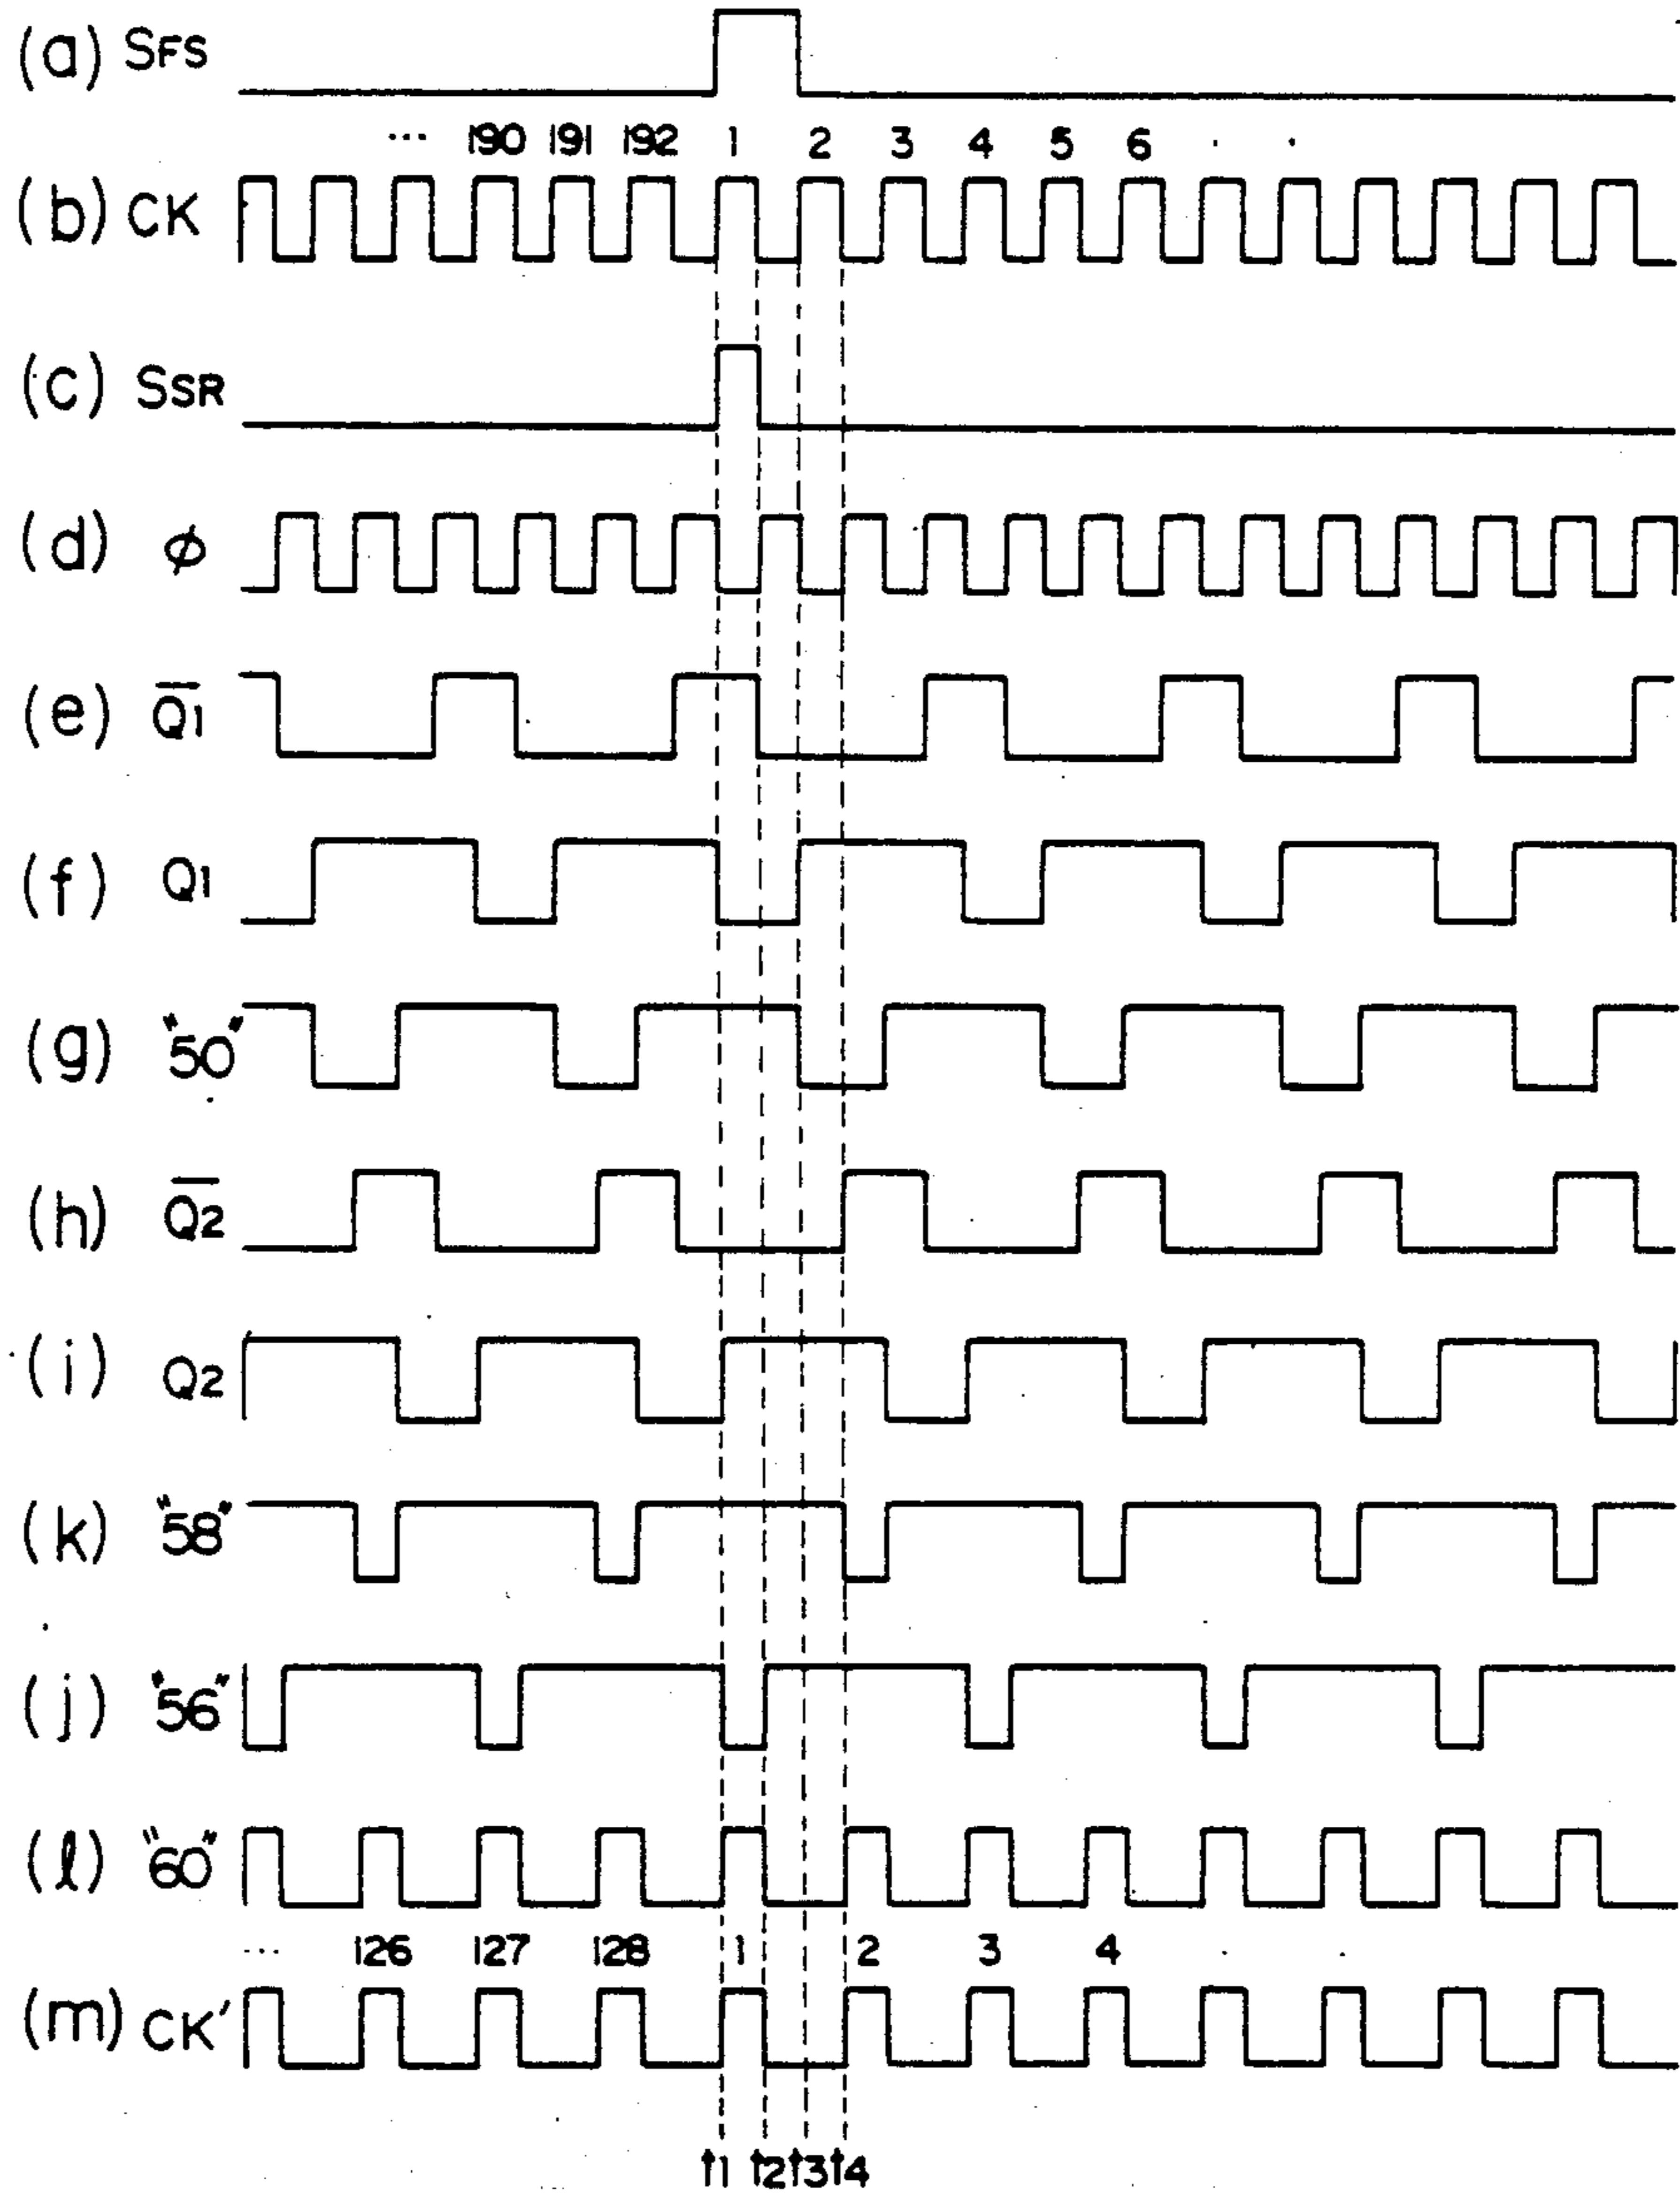 (a) SFS
... 190 191 192 1 2 3 4 5 6 . .
(b) CK
(c) SSR
(d) ϕ
(e) Q̅1̅
(f) Q1
(g) "50"
(h) Q̅2̅
(i) Q2
(k) "58"
(j) "56"
(l) "60"
... 126 127 128 1 2 3 4 . .
(m) CK'
t1 t2 t3 t4